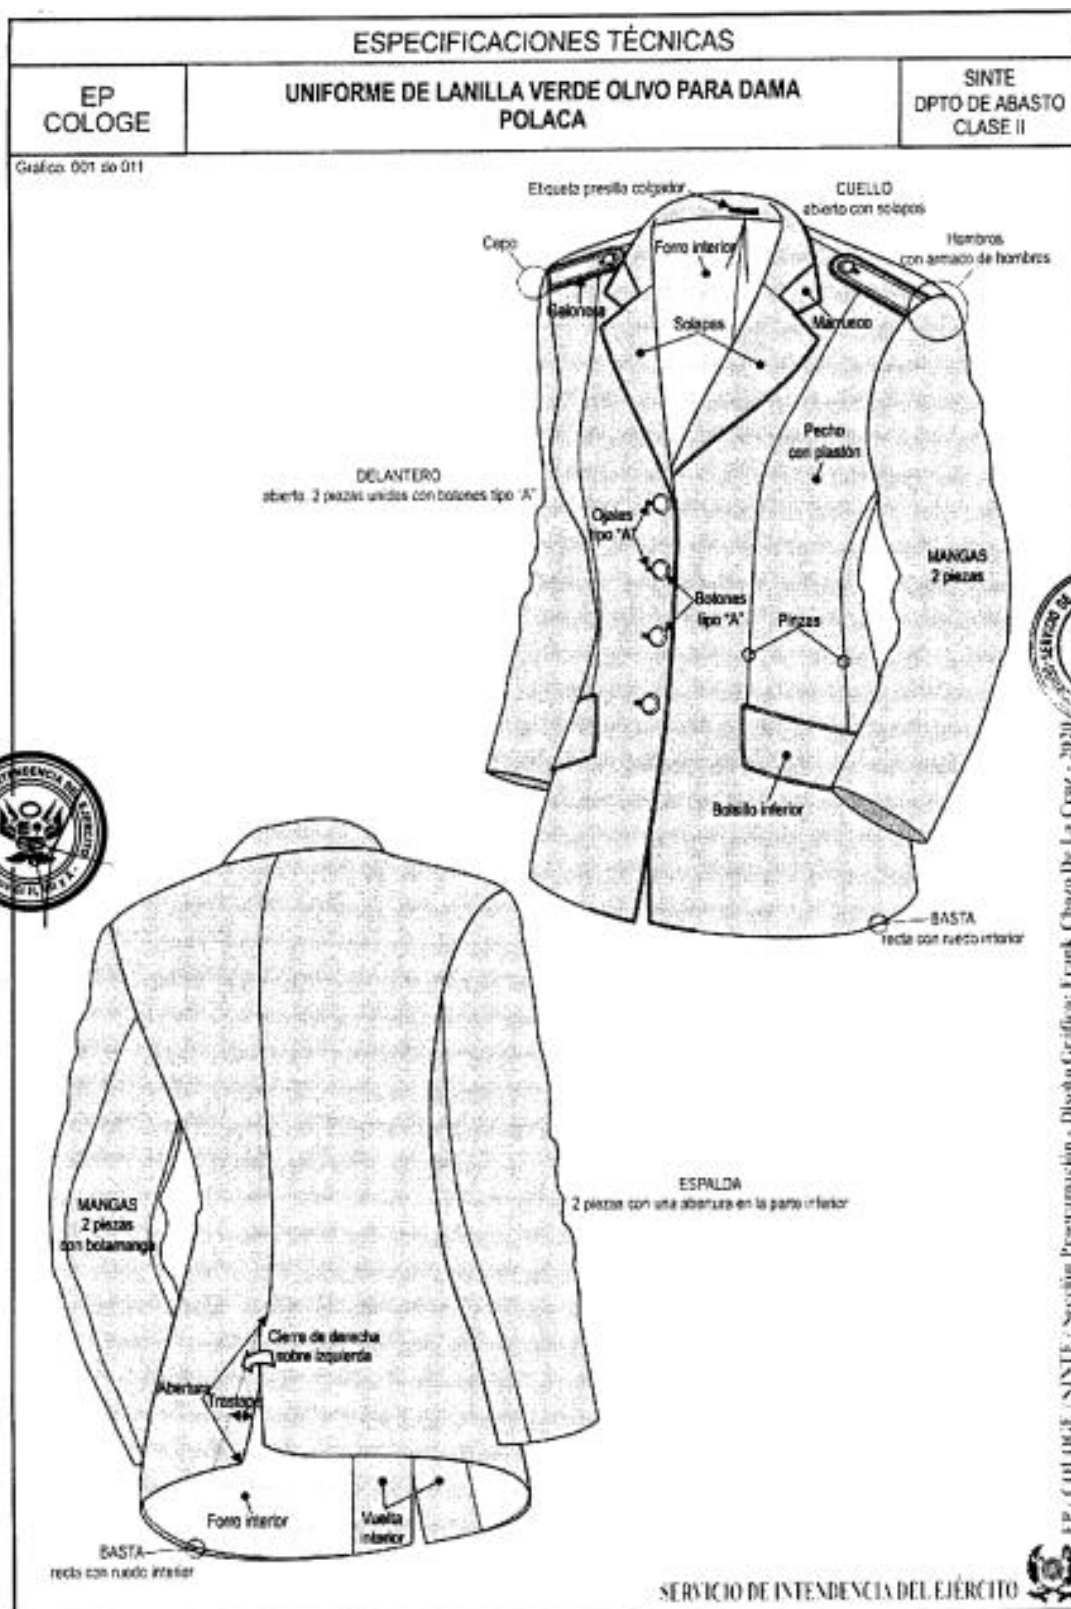 ESPECIFICACIONES TÉCNICAS
EP
COLOGE
UNIFORME DE LANILLA VERDE OLIVO PARA DAMA
POLACA
SINTE
DPTO DE ABASTO
CLASE II
Gráfico: 001 de 011
Etiqueta presilla colgador
CUELLO
abierto con solapas
Capo
Forro interior
Hombros
con armado de hombros
Galoneras
Solapas
Marrueco
Pecho
con plastón
DELANTERO
abierto, 2 piezas unidas con botones tipo "A"
Ojales
tipo "A"
MANGAS
2 piezas
Botones
tipo "A"
Pinzas
Bolsillo inferior
BASTA
recta con ruedo interior
MANGAS
2 piezas
con botamanga
ESPALDA
2 piezas con una abertura en la parte inferior
Cierre de derecha
sobre izquierda
Abertura
Traslape
Forro interior
Vuelta
interior
BASTA
recta con ruedo interior
SERVICIO DE INTENDENCIA DEL EJÉRCITO